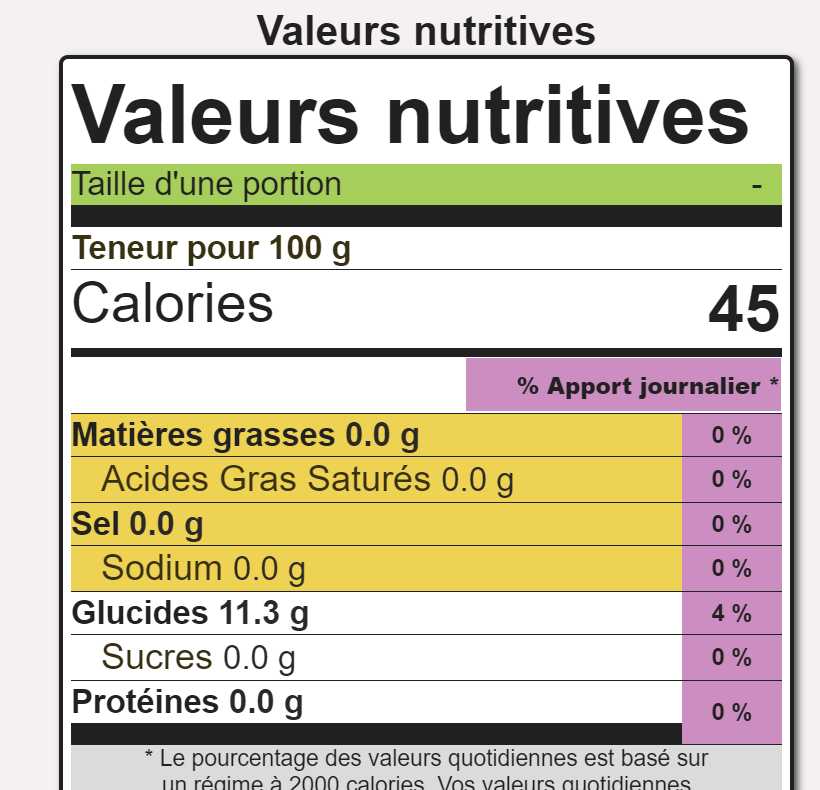 Valeurs nutritives
Valeurs nutritives
Taille d'une portion -
Teneur pour 100 g
Calories 45
% Apport journalier *
Matières grasses 0.0 g 0 %
Acides Gras Saturés 0.0 g 0 %
Sel 0.0 g 0 %
Sodium 0.0 g 0 %
Glucides 11.3 g 4 %
Sucres 0.0 g 0 %
Protéines 0.0 g 0 %
* Le pourcentage des valeurs quotidiennes est basé sur
un régime à 2000 calories. Vos valeurs quotidiennes